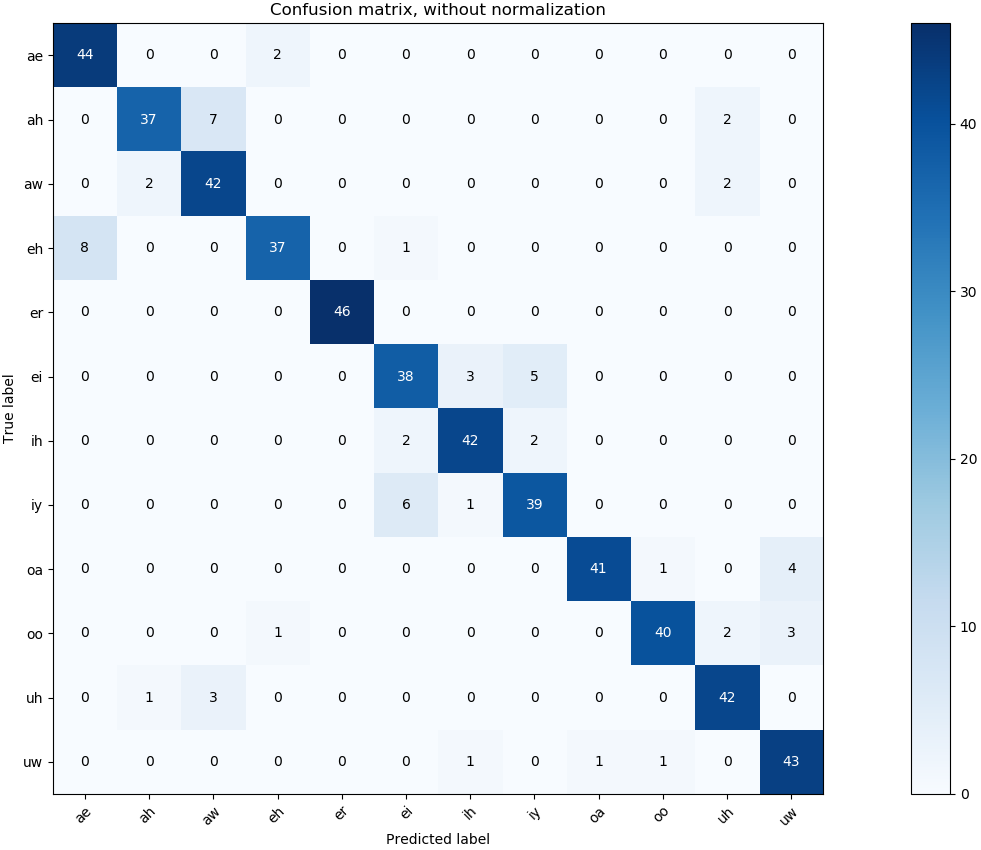 Confusion matrix, without normalization
ae 44 0 0 2 0 0 0 0 0 0 0 0
ah 0 37 7 0 0 0 0 0 0 0 2 0
aw 0 2 42 0 0 0 0 0 0 0 2 0
eh 8 0 0 37 0 1 0 0 0 0 0 0
er 0 0 0 0 46 0 0 0 0 0 0 0
ei 0 0 0 0 0 38 3 5 0 0 0 0
ih 0 0 0 0 0 2 42 2 0 0 0 0
iy 0 0 0 0 0 6 1 39 0 0 0 0
oa 0 0 0 0 0 0 0 0 41 1 0 4
oo 0 0 0 1 0 0 0 0 0 40 2 3
uh 0 1 3 0 0 0 0 0 0 0 42 0
uw 0 0 0 0 0 0 1 0 1 1 0 43
ae ah aw eh er ei ih iy oa oo uh uw
Predicted label
True label
40
30
20
10
0